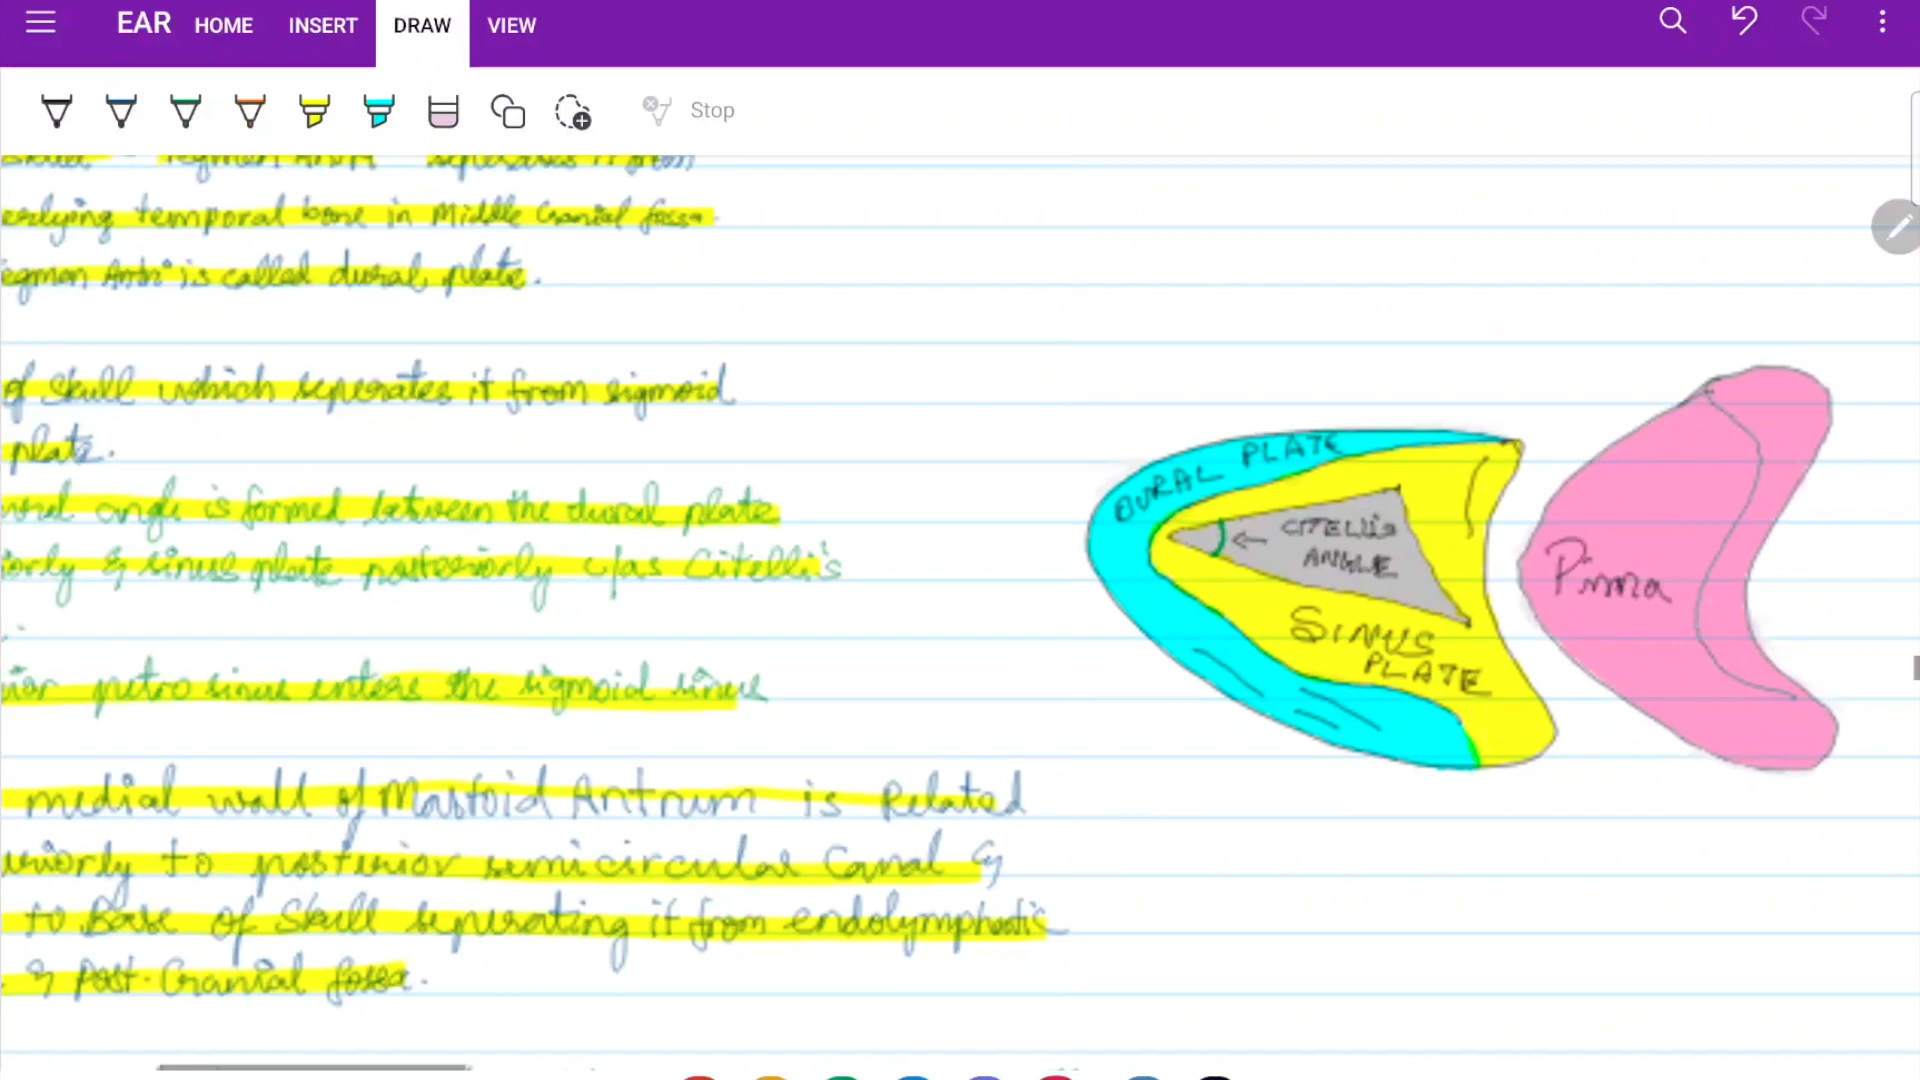 EAR HOME INSERT DRAW VIEW
Stop
temporal bone in Middle Cranial fossa.
is called dural plate.
of skull which seperates it from sigmoid
plate.
angle is formed between the dural plate
& sinus plate posteriorly c/as Citelli's
petro sinus enters the sigmoid sinus
medial wall of Mastoid Antrum is Related
to posterior semicircular Canal &
to Base of Skull seperating it from endolymphatic
& Post. Cranial fossa.
DURAL PLATE
CITELLI'S
ANGLE
SINUS
PLATE
Pinna